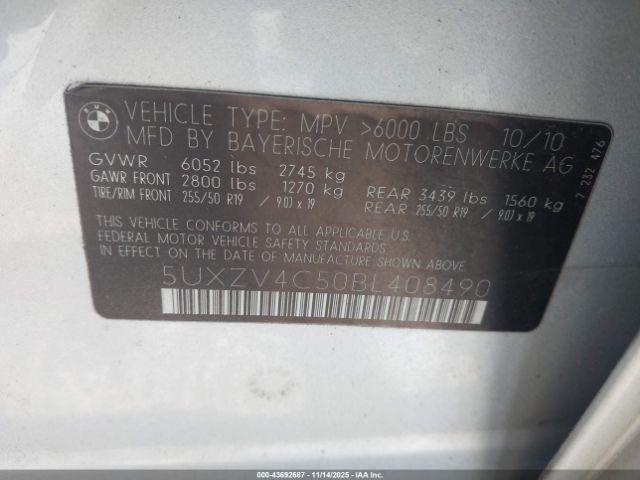 BMW
VEHICLE TYPE: MPV >6000 LBS 10/10
MFD BY BAYERISCHE MOTORENWERKE AG
GVWR 6052 lbs 2745 kg
GAWR FRONT 2800 lbs 1270 kg REAR 3439 lbs 1560 kg
TIRE/RIM FRONT 255/50 R19 / 9.0J x 19 REAR 255/50 R19 / 9.0J x 19
THIS VEHICLE CONFORMS TO ALL APPLICABLE U.S.
FEDERAL MOTOR VEHICLE SAFETY STANDARDS
IN EFFECT ON THE DATE OF MANUFACTURE SHOWN ABOVE.
5UXZV4C50BL408490
7 232 476
000-43692687 - 11/14/2025 - IAA HOLDINGS, LLC